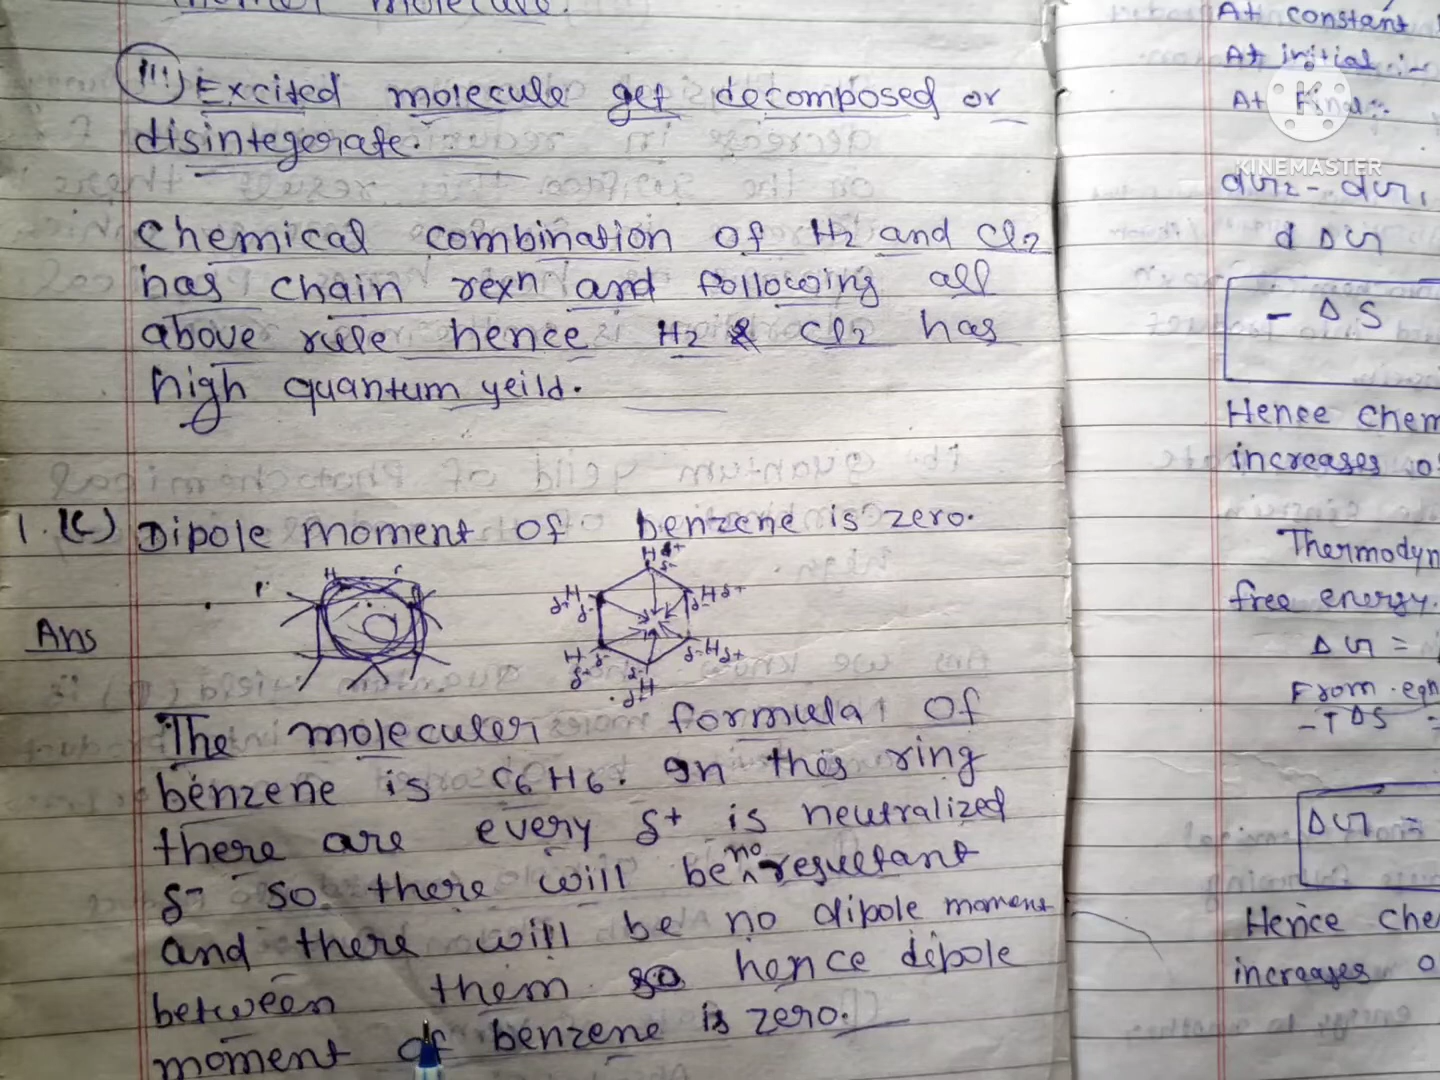 (iii) Excited molecule get decomposed or
disintegerate.
Chemical combination of H2 and Cl2
has chain rexn and following all
above rule hence H2 & Cl2 has
high quantum yeild.
1. (C) Dipole moment of benzene is zero.
H δ+
δ-
H
δ+ δ-
H δ+
δ-
H
δ+ δ-
δ- H δ+
δ-
δ+ H
Ans
The moleculer formula of
benzene is C6H6. In this ring
there are every δ+ is neutralized
δ- so there will be no resultant
and there will be no dipole moment
between them so hence dipole
moment of benzene is zero.
At constant
At initial :-
At Final :-
KINEMASTER
dG2 - dG1
d ΔG
- ΔS
Hence chem
increases
Thermodyn
free energy.
ΔG =
From eqn
-TΔS =
ΔG =
Hence che
increases